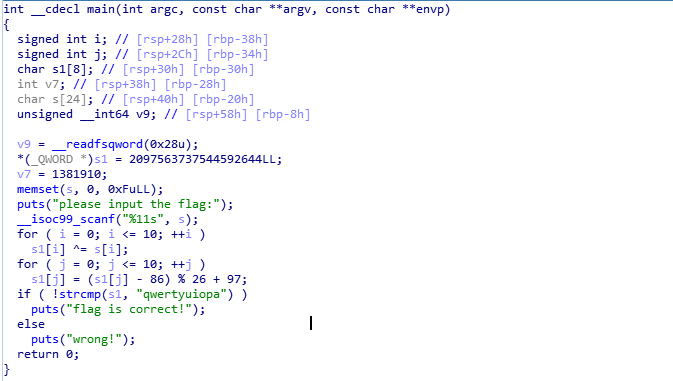 int __cdecl main(int argc, const char **argv, const char **envp)
{
signed int i; // [rsp+28h] [rbp-38h]
signed int j; // [rsp+2Ch] [rbp-34h]
char s1[8]; // [rsp+30h] [rbp-30h]
int v7; // [rsp+38h] [rbp-28h]
char s[24]; // [rsp+40h] [rbp-20h]
unsigned __int64 v9; // [rsp+58h] [rbp-8h]
v9 = __readfsqword(0x28u);
*(_QWORD *)s1 = 2097563737544592644LL;
v7 = 1381910;
memset(s, 0, 0xFuLL);
puts("please input the flag:");
__isoc99_scanf("%11s", s);
for ( i = 0; i <= 10; ++i )
s1[i] ^= s[i];
for ( j = 0; j <= 10; ++j )
s1[j] = (s1[j] - 86) % 26 + 97;
if ( !strcmp(s1, "qwertyuiopa") )
puts("flag is correct!");
else
puts("wrong!");
return 0;
}